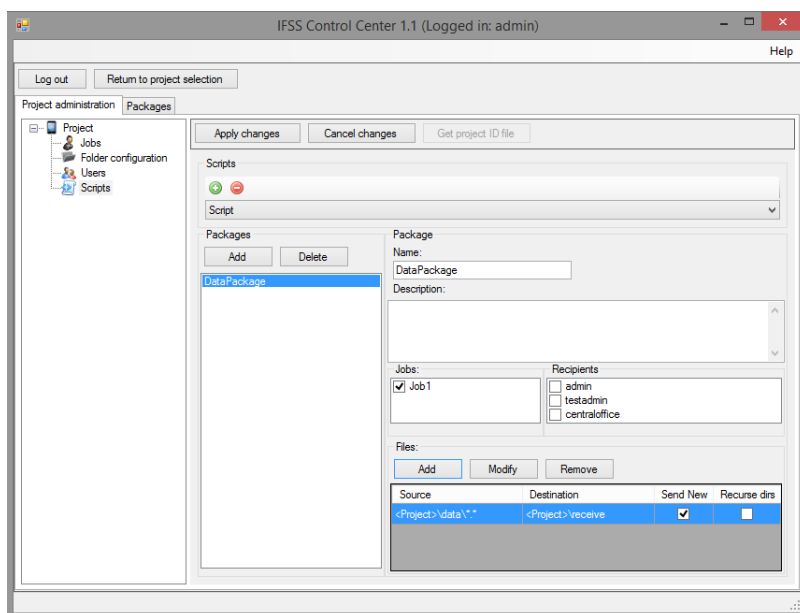 IFSS Control Center 1.1 (Logged in: admin)
Help
Log out Return to project selection
Project administration Packages
Project
Jobs
Folder configuration
Users
Scripts
Apply changes Cancel changes Get project ID file
Scripts
Script
Packages
Add Delete
DataPackage
Package
Name:
DataPackage
Description:
Jobs:
Job1
Recipients
admin
testadmin
centraloffice
Files:
Add Modify Remove
Source Destination Send New Recurse dirs
<Project>\data\*.* <Project>\receive